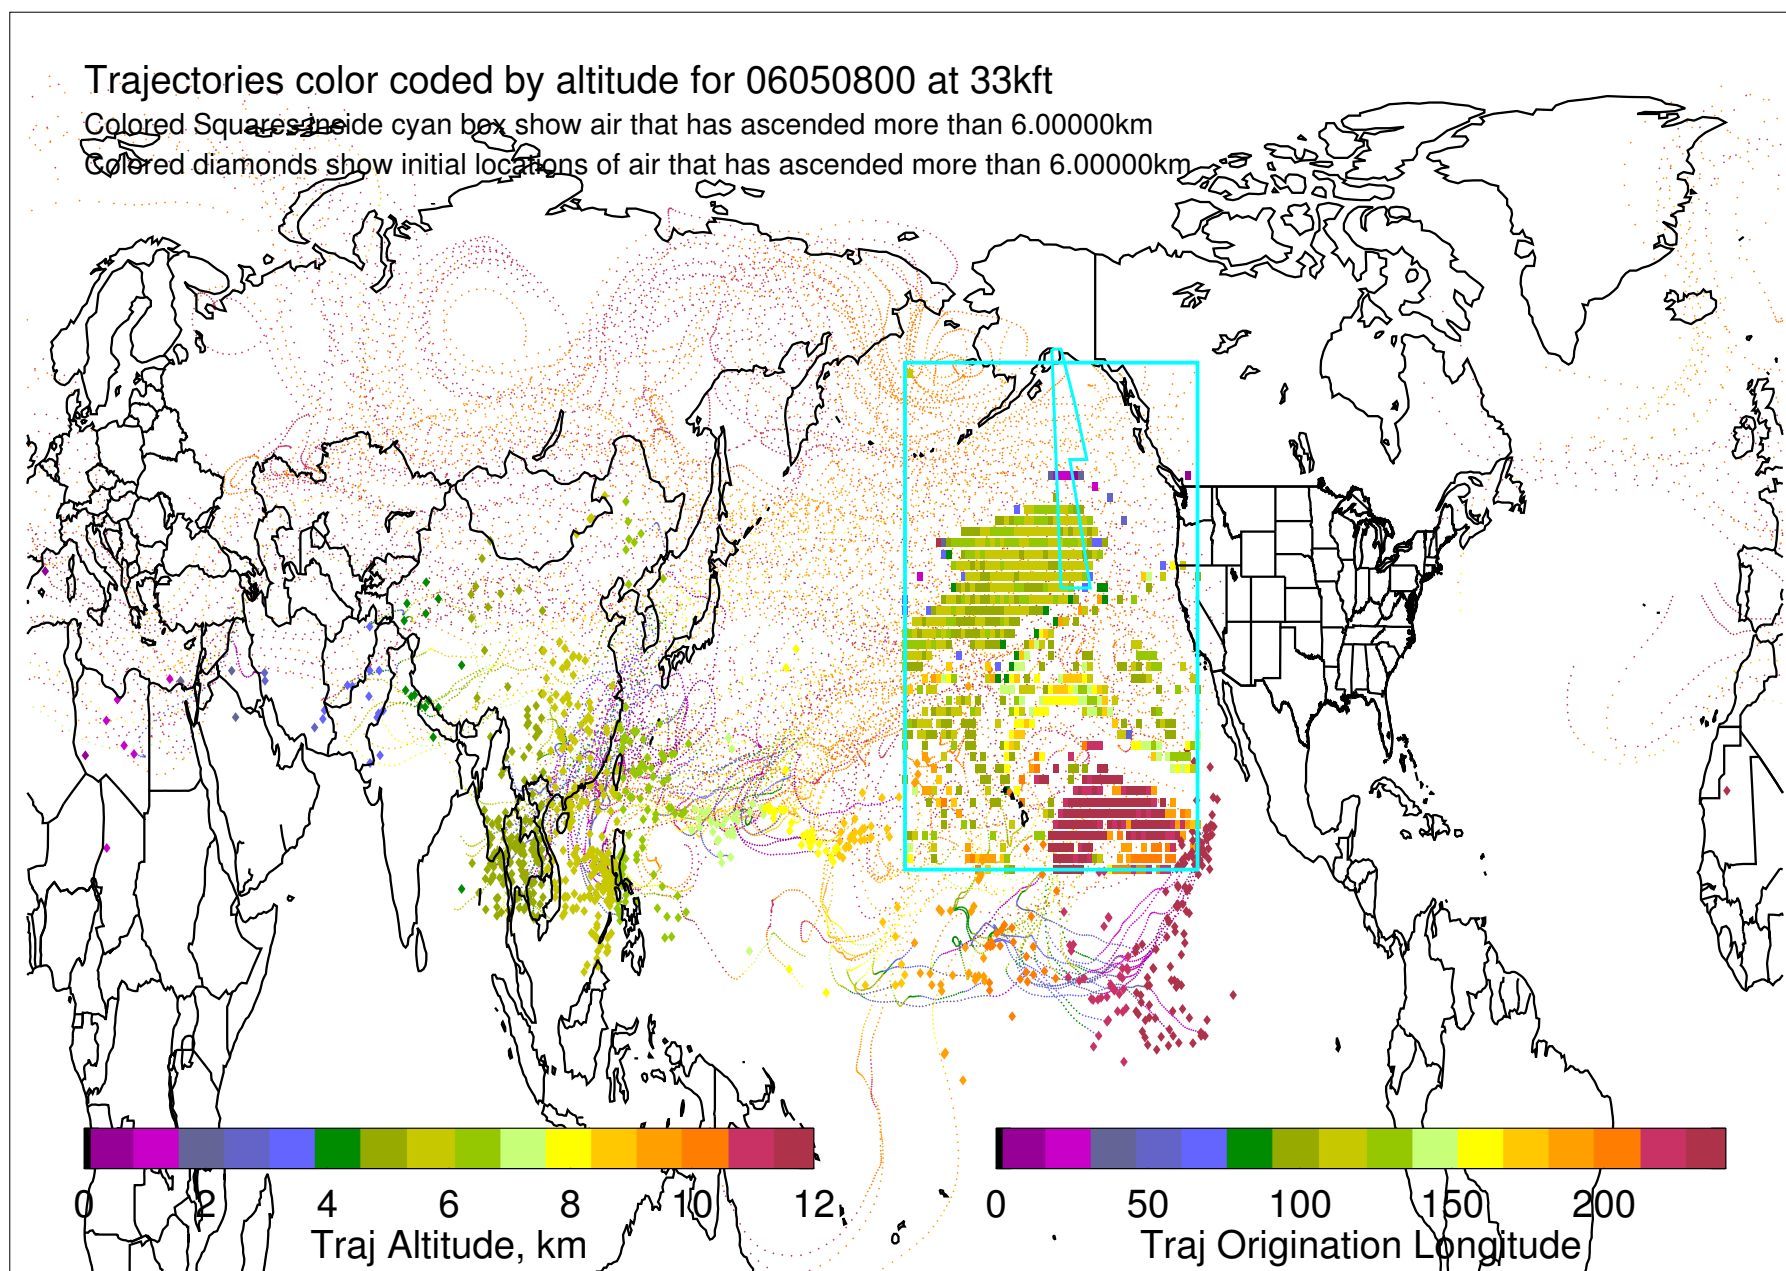 Trajectories color coded by altitude for 06050800 at 33kft
Colored Squares inside cyan box show air that has ascended more than 6.00000km
Colored diamonds show initial locations of air that has ascended more than 6.00000km
0 2 4 6 8 10 12
Traj Altitude, km
0 50 100 150 200
Traj Origination Longitude